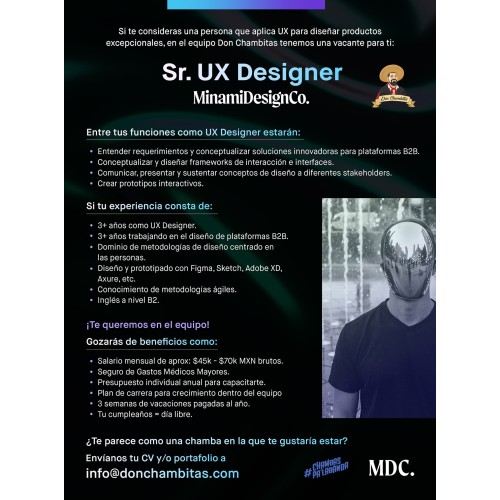 Si te consideras una persona que aplica UX para diseñar productos
excepcionales, en el equipo Don Chambitas tenemos una vacante para ti:
Sr. UX Designer
MinamiDesignCo.
Don Chambitas
Entre tus funciones como UX Designer estarán:
• Entender requerimientos y conceptualizar soluciones innovadoras para plataformas B2B.
• Conceptualizar y diseñar frameworks de interacción e interfaces.
• Comunicar, presentar y sustentar conceptos de diseño a diferentes stakeholders.
• Crear prototipos interactivos.
Si tu experiencia consta de:
• 3+ años como UX Designer.
• 3+ años trabajando en el diseño de plataformas B2B.
• Dominio de metodologías de diseño centrado en
las personas.
• Diseño y prototipado con Figma, Sketch, Adobe XD,
Axure, etc.
• Conocimiento de metodologías ágiles.
• Inglés a nivel B2.
¡Te queremos en el equipo!
Gozarás de beneficios como:
• Salario mensual de aprox: $45k - $70k MXN brutos.
• Seguro de Gastos Médicos Mayores.
• Presupuesto individual anual para capacitarte.
• Plan de carrera para crecimiento dentro del equipo
• 3 semanas de vacaciones pagadas al año.
• Tu cumpleaños = día libre.
¿Te parece como una chamba en la que te gustaría estar?
Envíanos tu CV y/o portafolio a
info@donchambitas.com
#CHAMBAS
PALABANDA
MDC.